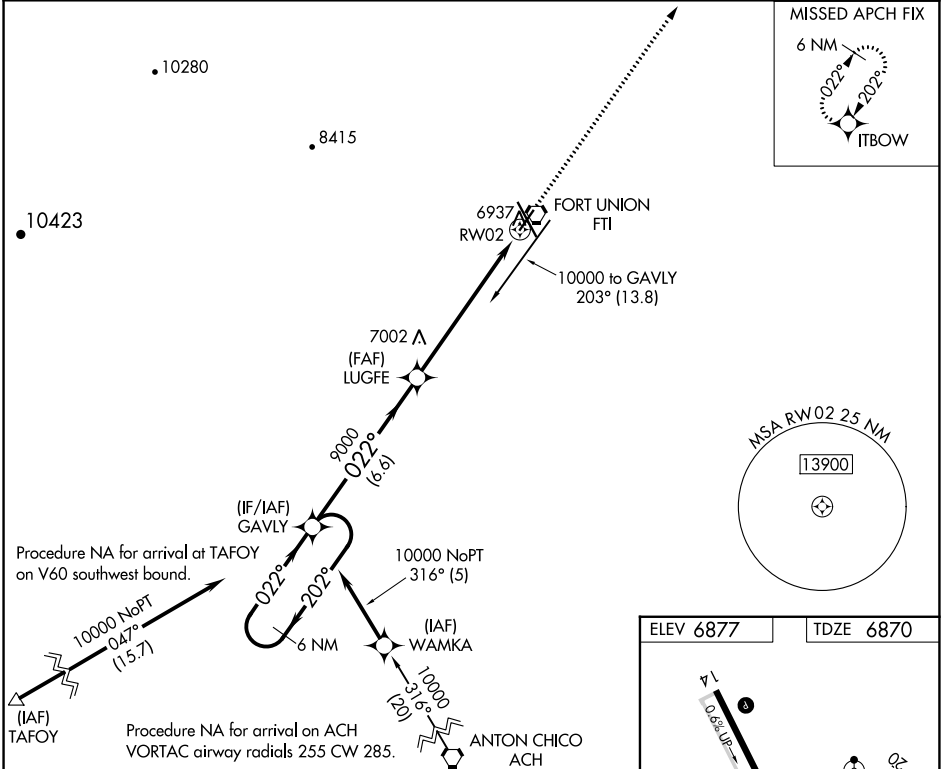 MISSED APCH FIX
6 NM
022°
202°
ITBOW
10280
8415
10423
6937
RW02
FORT UNION
FTI
10000 to GAVLY
203° (13.8)
7002
(FAF)
LUGFE
9000
022°
(6.6)
MSA RW02 25 NM
13900
(IF/IAF)
GAVLY
Procedure NA for arrival at TAFOY
on V60 southwest bound.
10000 NoPT
316° (5)
022°
202°
6 NM
10000 NoPT
047°
(15.7)
(IAF)
WAMKA
(IAF)
TAFOY
10000
316°
(20)
Procedure NA for arrival on ACH
VORTAC airway radials 255 CW 285.
ANTON CHICO
ACH
ELEV 6877
TDZE 6870
14
P
0.6% UP
20